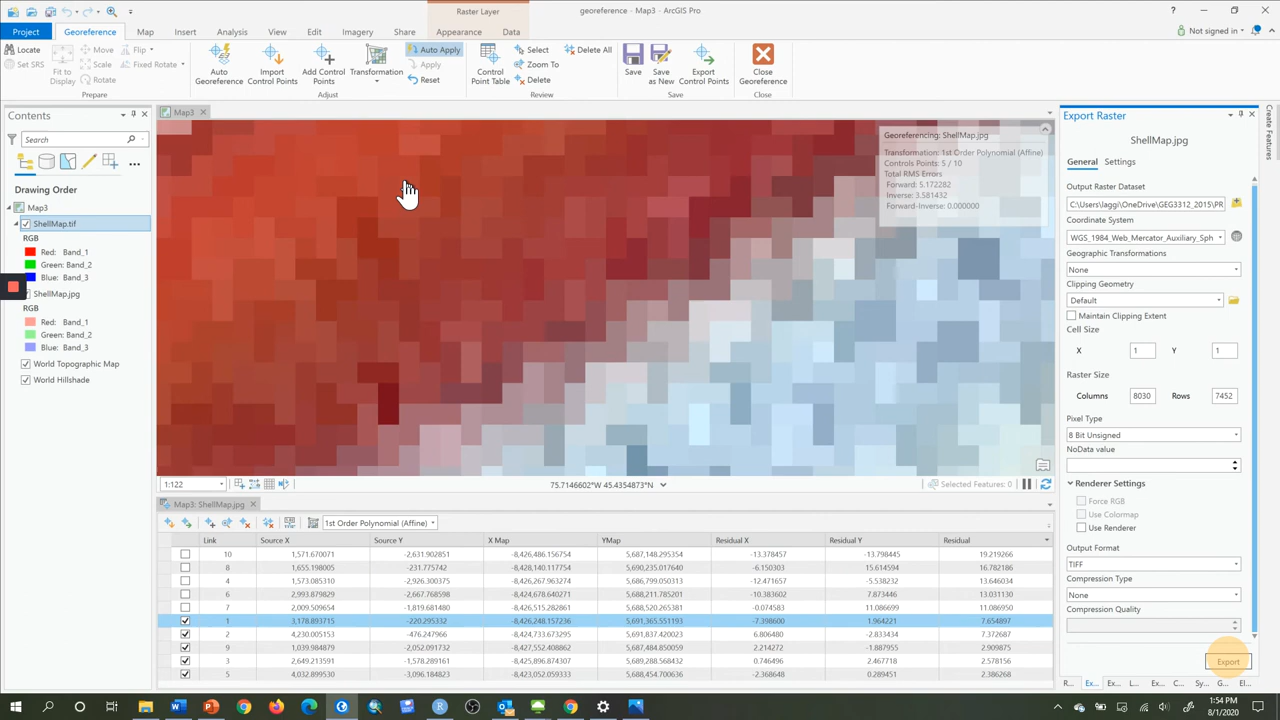 Raster Layer
georeference - Map3 - ArcGIS Pro
Project Georeference Map Insert Analysis View Edit Imagery Share Appearance Data
Not signed in
Locate
Set SRS
Fit to Display
Move
Scale
Rotate
Flip
Fixed Rotate
Prepare
Auto Georeference
Import Control Points
Add Control Points
Transformation
Auto Apply
Apply
Reset
Adjust
Control Point Table
Select
Zoom To
Delete
Delete All
Review
Save
Save as New
Export Control Points
Save
Close Georeference
Close
Contents
Search
Drawing Order
Map3
ShellMap.tif
RGB
Red: Band_1
Green: Band_2
Blue: Band_3
ShellMap.jpg
RGB
Red: Band_1
Green: Band_2
Blue: Band_3
World Topographic Map
World Hillshade
Map3
Georeferencing: ShellMap.jpg
Transformation: 1st Order Polynomial (Affine)
Controls Points: 5 / 10
Total RMS Errors
Forward: 5.172282
Inverse: 3.581432
Forward-Inverse: 0.000000
1:122
75.7146602°W 45.4354873°N
Selected Features: 0
Map3: ShellMap.jpg
1st Order Polynomial (Affine)
Link Source X Source Y X Map YMap Residual X Residual Y Residual
10 1,571.670071 -2,631.902851 -8,426,486.156754 5,687,148.295354 -13.378457 -13.798445 19.219266
8 1,655.198005 -231.775742 -8,428,140.117754 5,690,235.017640 -6.150303 15.614594 16.782186
4 1,573.085310 -2,926.300375 -8,426,267.963274 5,686,799.050313 -12.471657 -5.538232 13.646034
6 2,993.879829 -2,667.768598 -8,424,678.640271 5,688,211.785201 -10.383602 7.873446 13.031130
7 2,009.509654 -1,819.681480 -8,426,515.282861 5,688,520.265381 -0.074583 11.086699 11.086950
1 3,178.893715 -220.295332 -8,426,248.157236 5,691,365.551193 -7.398600 1.964221 7.654897
2 4,230.005153 -476.247966 -8,424,733.673295 5,691,837.420023 6.806480 -2.833434 7.372687
9 1,039.984879 -2,052.091732 -8,427,552.408862 5,687,484.850059 2.214272 -1.887975 2.909875
3 2,649.213591 -1,578.289161 -8,425,896.874307 5,689,288.568432 0.746496 2.467718 2.578156
5 4,032.899530 -3,096.184823 -8,423,052.059333 5,688,454.700636 -2.368648 0.289451 2.386268
Export Raster
ShellMap.jpg
General Settings
Output Raster Dataset
C:\Users\laggi\OneDrive\GEG3312_2015\PR
Coordinate System
WGS_1984_Web_Mercator_Auxiliary_Sph
Geographic Transformations
None
Clipping Geometry
Default
Maintain Clipping Extent
Cell Size
X 1 Y 1
Raster Size
Columns 8030 Rows 7452
Pixel Type
8 Bit Unsigned
NoData value
Renderer Settings
Force RGB
Use Colormap
Use Renderer
Output Format
TIFF
Compression Type
None
Compression Quality
Export
R... Ex... Ex... L... Ex... C... Sy... G... El...
Create Features
1:54 PM
8/1/2020